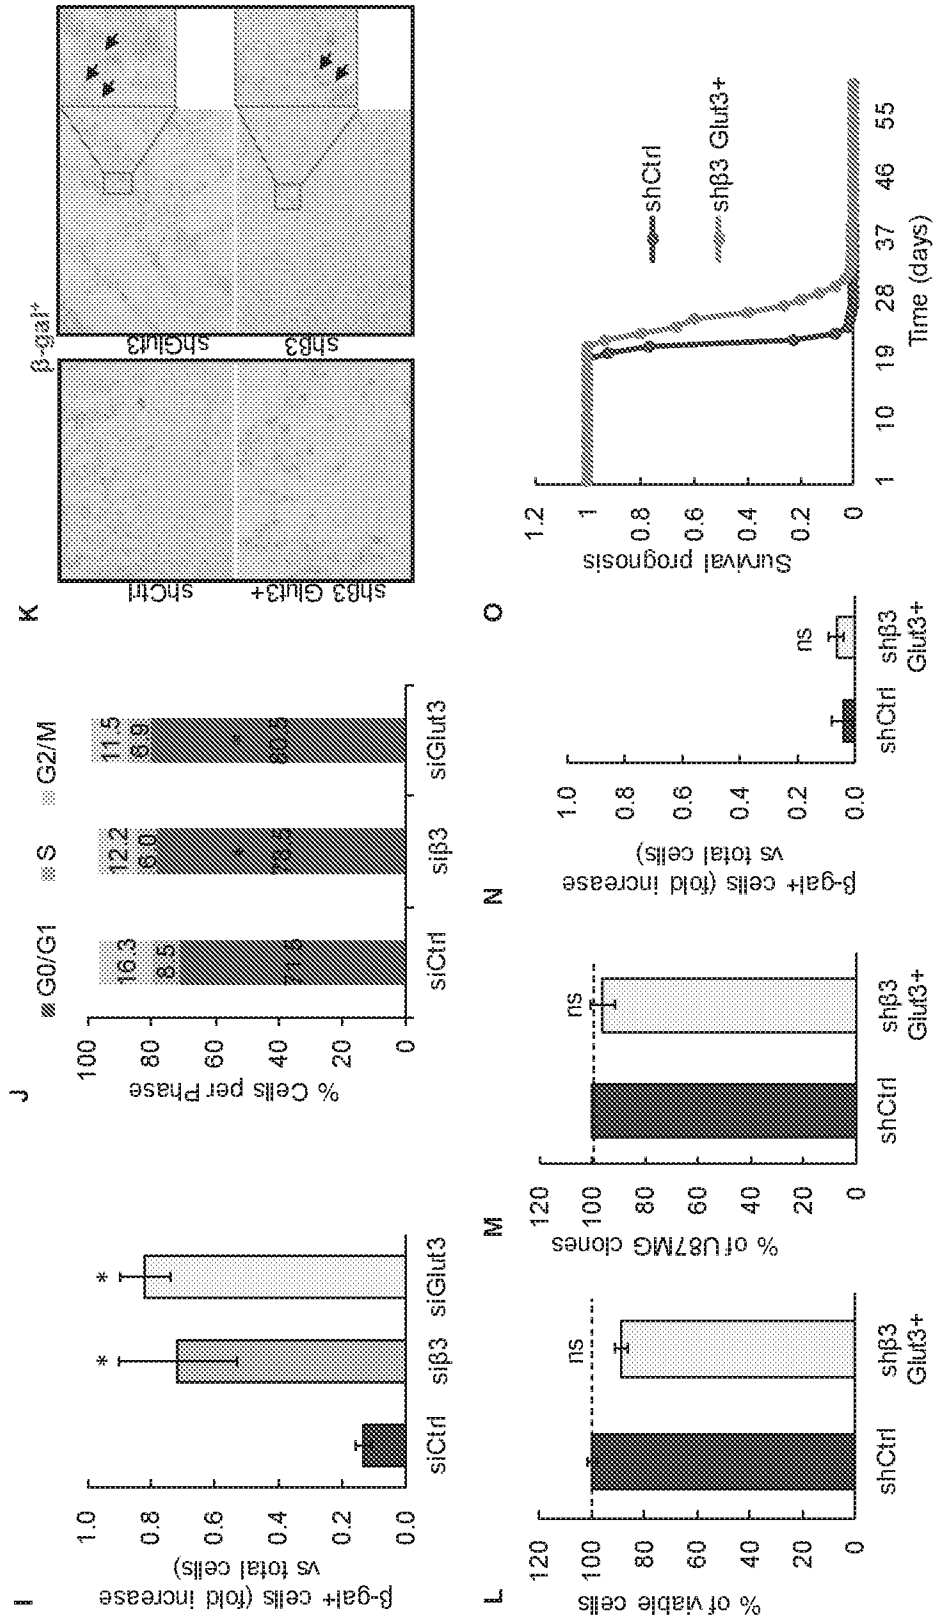 I
β-gal+ cells (fold increase
vs total cells)
1.0
0.8
0.6
0.4
0.2
0.0
*
*
siCtrl
siβ3
siGlut3
J
G0/G1
S
G2/M
% Cells per Phase
100
80
60
40
20
0
16.3
8.5
12.2
6.0
*
11.5
*
siCtrl
siβ3
siGlut3
K
β-gal+
shCtrl
shGlut3
shβ3 Glut3+
shβ3
L
% of viable cells
120
100
80
60
40
20
0
ns
shCtrl
shβ3
Glut3+
M
% of U87MG clones
120
100
80
60
40
20
0
ns
shCtrl
shβ3
Glut3+
N
β-gal+ cells (fold increase
vs total cells)
1.0
0.8
0.6
0.4
0.2
0.0
ns
shCtrl
shβ3
Glut3+
O
Survival prognosis
1.2
1
0.8
0.6
0.4
0.2
0
shCtrl
shβ3 Glut3+
1
10
19
28
37
46
55
Time (days)